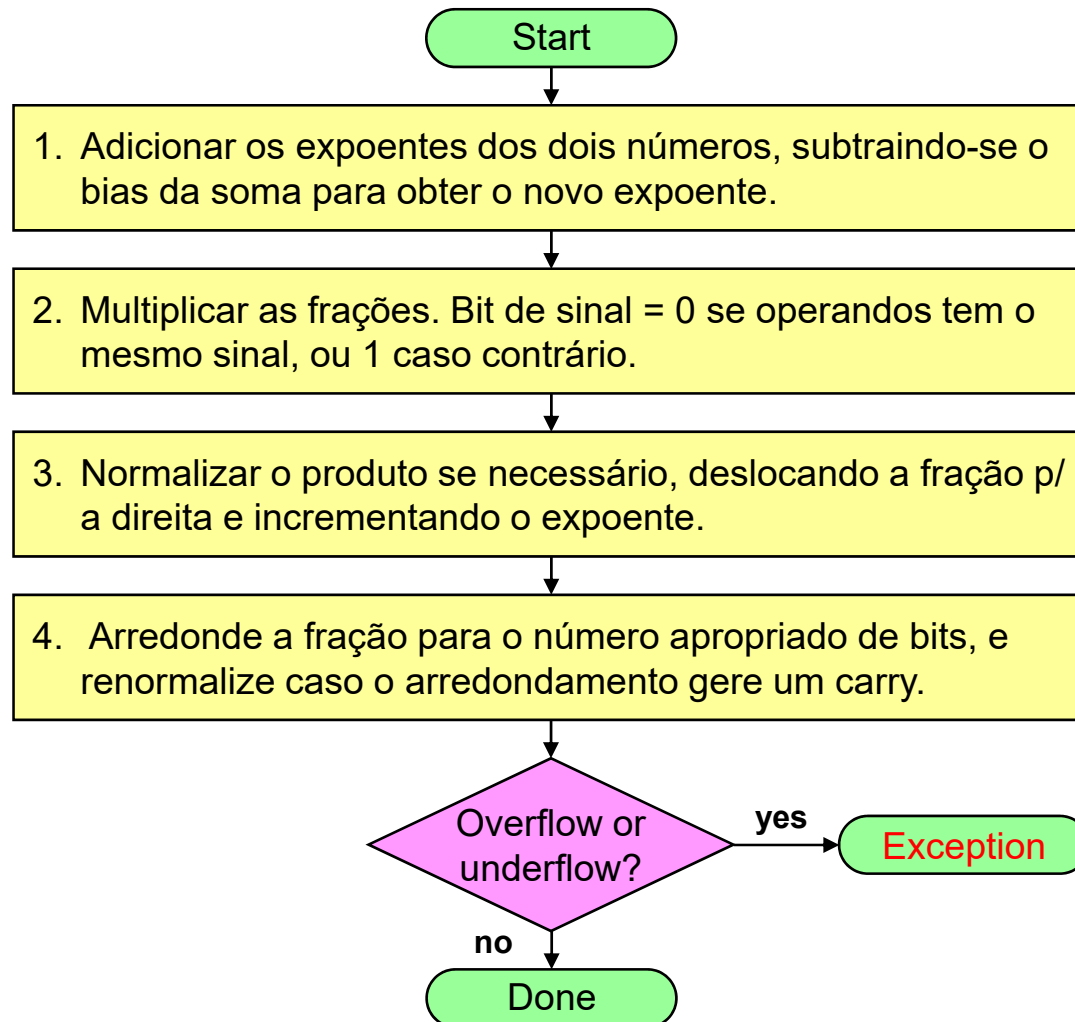 Start
1. Adicionar os expoentes dos dois números, subtraindo-se o
bias da soma para obter o novo expoente.
2. Multiplicar as frações. Bit de sinal = 0 se operandos tem o
mesmo sinal, ou 1 caso contrário.
3. Normalizar o produto se necessário, deslocando a fração p/
a direita e incrementando o expoente.
4. Arredonde a fração para o número apropriado de bits, e
renormalize caso o arredondamento gere um carry.
Overflow or
underflow?
yes
Exception
no
Done